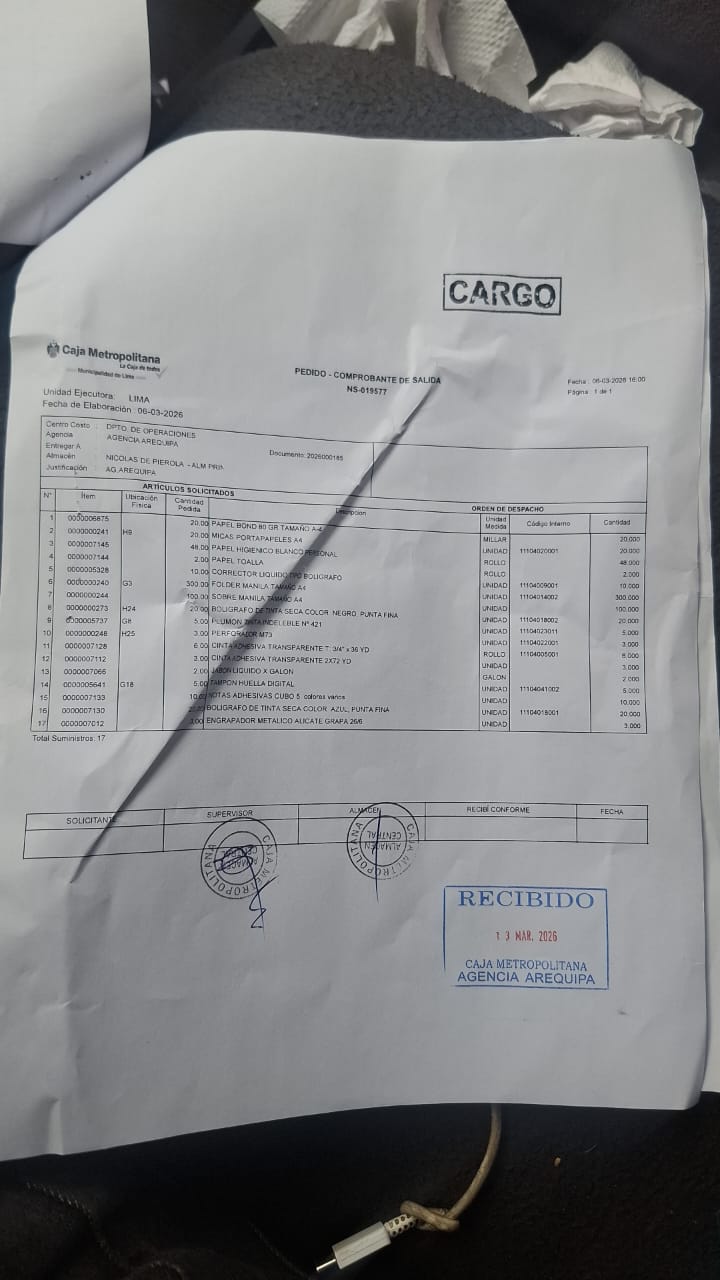 CARGO
Caja Metropolitana
La Caja de todos
Municipalidad de Lima
PEDIDO - COMPROBANTE DE SALIDA
NS-019577
Fecha : 06-03-2026 16:00
Página : 1 de 1
Unidad Ejecutora: LIMA
Fecha de Elaboración : 06-03-2026
Centro Costo : DPTO. DE OPERACIONES
Agencia AGENCIA AREQUIPA
Entregar A Documento: 2026000185
Almacén NICOLAS DE PIEROLA - ALM PRIN
Justificación : AG.AREQUIPA
ARTÍCULOS SOLICITADOS ORDEN DE DESPACHO
N° Ítem Ubicación Física Cantidad Pedida Descripcion Unidad Medida Código Interno Cantidad
1 0000006875 20.00 PAPEL BOND 80 GR TAMAÑO A-4 MILLAR 20.000
2 0000000241 H9 20.00 MICAS PORTAPAPELES A4 UNIDAD 11104020001 20.000
3 0000007145 48.00 PAPEL HIGIENICO BLANCO PERSONAL ROLLO 48.000
4 0000007144 2.00 PAPEL TOALLA ROLLO 2.000
5 0000005328 10.00 CORRECTOR LIQUIDO TIPO BOLIGRAFO UNIDAD 11104009001 10.000
6 0000000240 G3 300.00 FOLDER MANILA TAMAÑO A4 UNIDAD 11104014002 300.000
7 0000000244 100.00 SOBRE MANILA TAMAÑO A4 UNIDAD 100.000
8 0000000273 H24 20.00 BOLIGRAFO DE TINTA SECA COLOR: NEGRO, PUNTA FINA UNIDAD 11104018002 20.000
9 0000005737 G8 5.00 PLUMON TINTA INDELEBLE N° 421 UNIDAD 11104023011 5.000
10 0000000248 H25 3.00 PERFORADOR M73 UNIDAD 11104022001 3.000
11 0000007128 6.00 CINTA ADHESIVA TRANSPARENTE T: 3/4" x 36 YD ROLLO 11104005001 6.000
12 0000007112 3.00 CINTA ADHESIVA TRANSPARENTE 2X72 YD UNIDAD 3.000
13 0000007066 2.00 JABON LIQUIDO X GALON GALON 2.000
14 0000005641 G18 5.00 TAMPON HUELLA DIGITAL UNIDAD 11104041002 5.000
15 0000007133 10.00 NOTAS ADHESIVAS CUBO 5 colores varios UNIDAD 10.000
16 0000007130 BOLIGRAFO DE TINTA SECA COLOR: AZUL, PUNTA FINA UNIDAD 11104018001 20.000
17 0000007012 3.00 ENGRAPADOR METALICO ALICATE GRAPA 26/6 UNIDAD 3.000
Total Suministros: 17
SOLICITANTE SUPERVISOR ALMACEN RECIBÍ CONFORME FECHA
CAJA METROPOLITANA
ALMACEN CENTRAL
CAJA METROPOLITANA
ALMACEN CENTRAL
RECIBIDO
13 MAR. 2026
CAJA METROPOLITANA
AGENCIA AREQUIPA